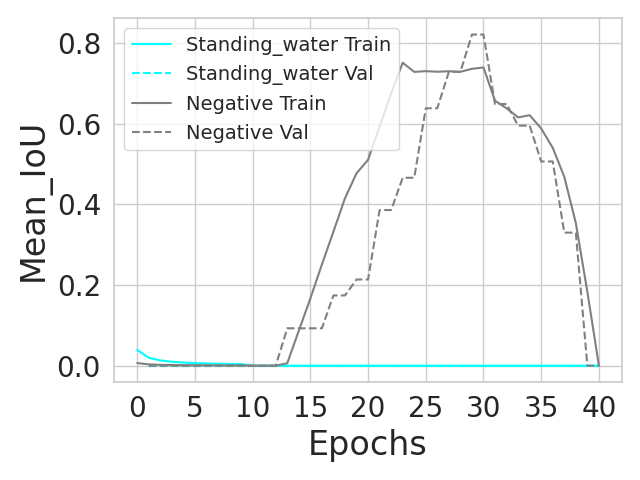 Standing_water Train
Standing_water Val
Negative Train
Negative Val
Mean_IoU
0.8
0.6
0.4
0.2
0.0
0 5 10 15 20 25 30 35 40
Epochs